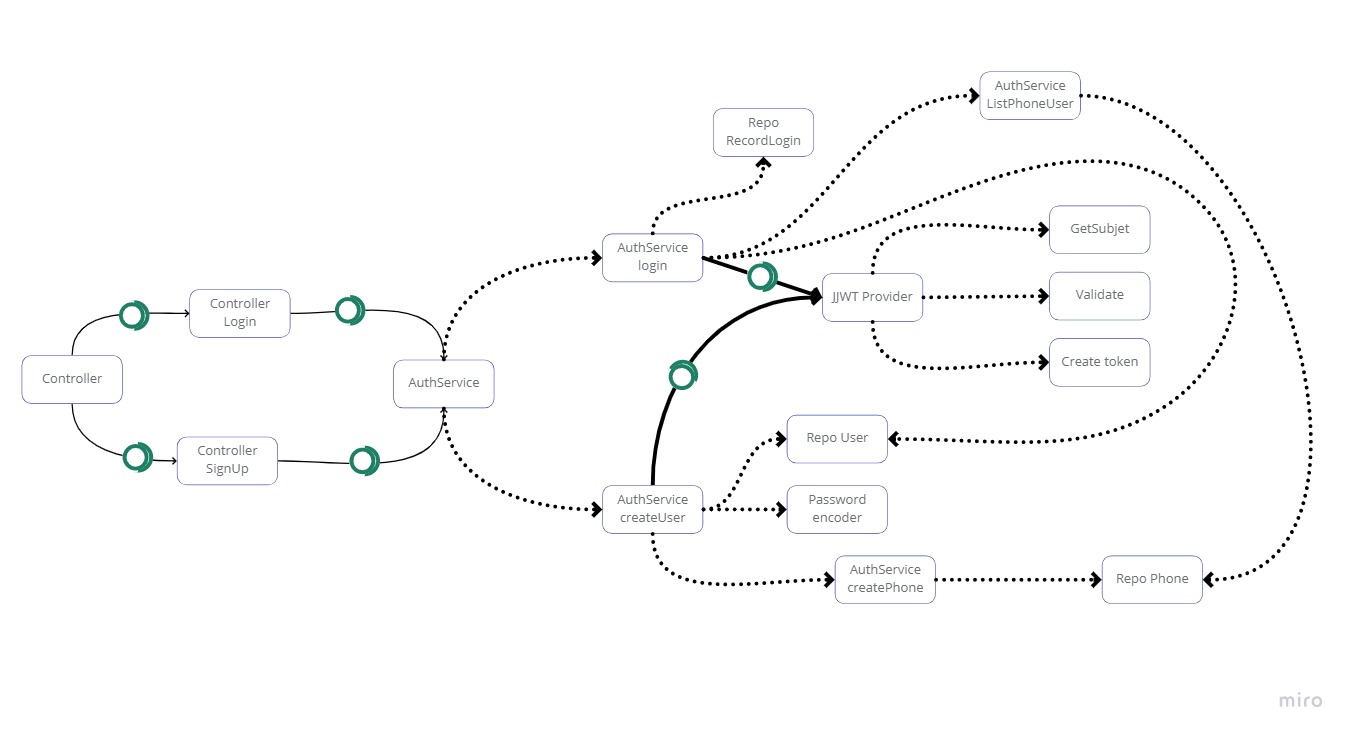 AuthService
ListPhoneUser
Repo
RecordLogin
GetSubjet
AuthService
login
JJWT Provider
Validate
Controller
Login
Create token
Controller
AuthService
Repo User
Controller
SignUp
AuthService
createUser
Password
encoder
AuthService
createPhone
Repo Phone
miro